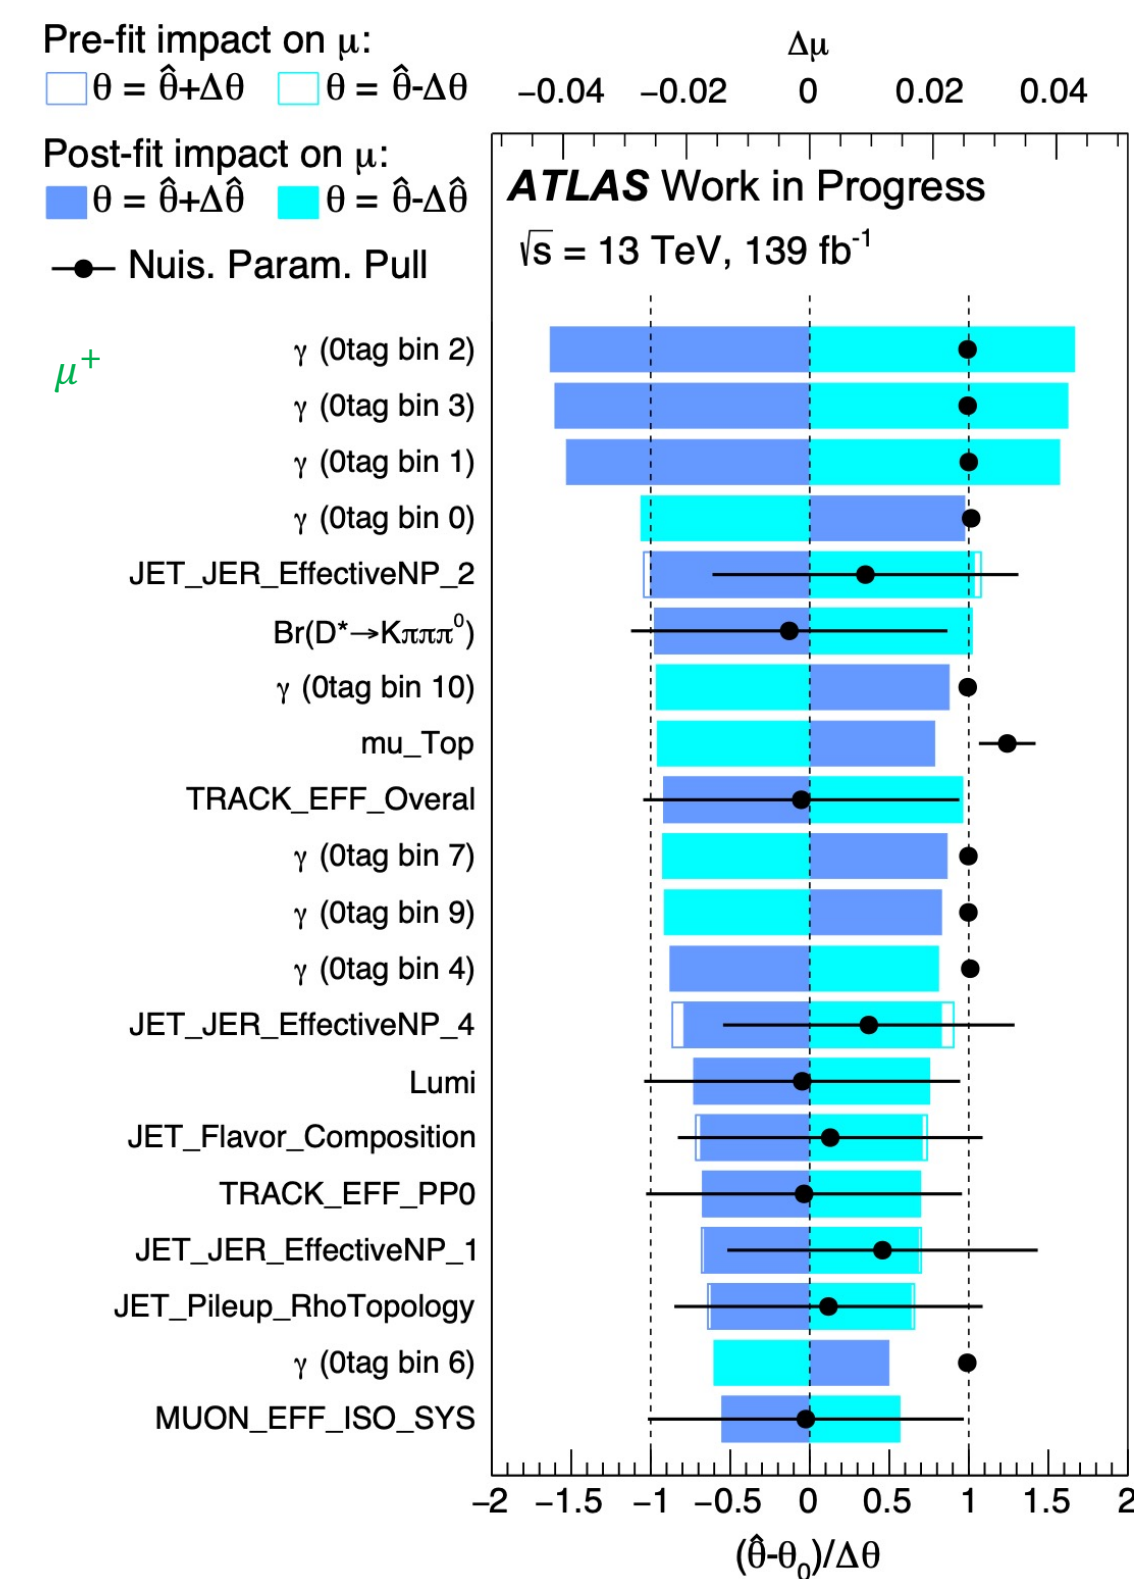 Pre-fit impact on μ:
θ = θ̂+Δθ θ = θ̂-Δθ
Post-fit impact on μ:
θ = θ̂+Δθ̂ θ = θ̂-Δθ̂
Nuis. Param. Pull
Δμ
−0.04 −0.02 0 0.02 0.04
ATLAS Work in Progress
√s = 13 TeV, 139 fb⁻¹
μ⁺
γ (0tag bin 2)
γ (0tag bin 3)
γ (0tag bin 1)
γ (0tag bin 0)
JET_JER_EffectiveNP_2
Br(D*→Kπππ⁰)
γ (0tag bin 10)
mu_Top
TRACK_EFF_Overal
γ (0tag bin 7)
γ (0tag bin 9)
γ (0tag bin 4)
JET_JER_EffectiveNP_4
Lumi
JET_Flavor_Composition
TRACK_EFF_PP0
JET_JER_EffectiveNP_1
JET_Pileup_RhoTopology
γ (0tag bin 6)
MUON_EFF_ISO_SYS
−2 −1.5 −1 −0.5 0 0.5 1 1.5 2
(θ̂-θ₀)/Δθ